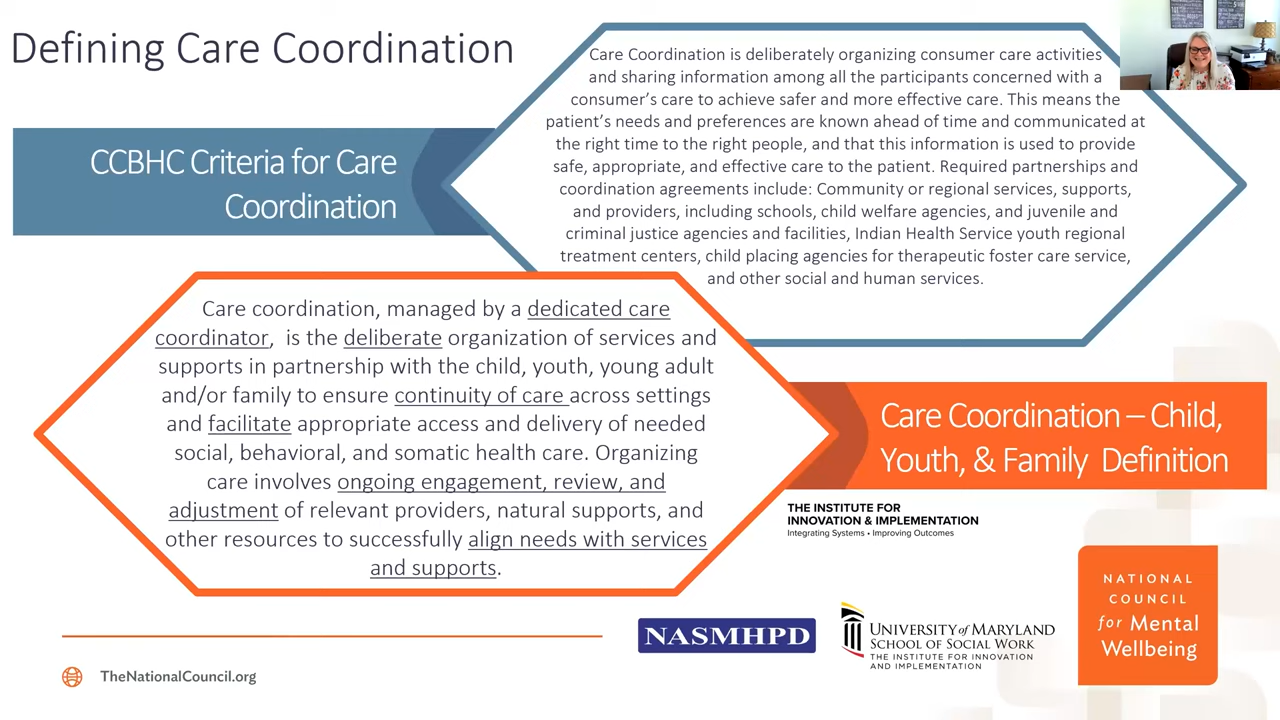 Defining Care Coordination
Care Coordination is deliberately organizing consumer care activities
and sharing information among all the participants concerned with a
consumer’s care to achieve safer and more effective care. This means the
patient’s needs and preferences are known ahead of time and communicated at
the right time to the right people, and that this information is used to provide
safe, appropriate, and effective care to the patient. Required partnerships and
coordination agreements include: Community or regional services, supports,
and providers, including schools, child welfare agencies, and juvenile and
criminal justice agencies and facilities, Indian Health Service youth regional
treatment centers, child placing agencies for therapeutic foster care service,
and other social and human services.
CCBHC Criteria for Care
Coordination
Care coordination, managed by a dedicated care
coordinator, is the deliberate organization of services and
supports in partnership with the child, youth, young adult
and/or family to ensure continuity of care across settings
and facilitate appropriate access and delivery of needed
social, behavioral, and somatic health care. Organizing
care involves ongoing engagement, review, and
adjustment of relevant providers, natural supports, and
other resources to successfully align needs with services
and supports.
Care Coordination – Child,
Youth, & Family Definition
THE INSTITUTE FOR
INNOVATION & IMPLEMENTATION
Integrating Systems • Improving Outcomes
NASMHPD
UNIVERSITY of MARYLAND
SCHOOL OF SOCIAL WORK
THE INSTITUTE FOR INNOVATION
AND IMPLEMENTATION
NATIONAL
COUNCIL
for Mental
Wellbeing
TheNationalCouncil.org